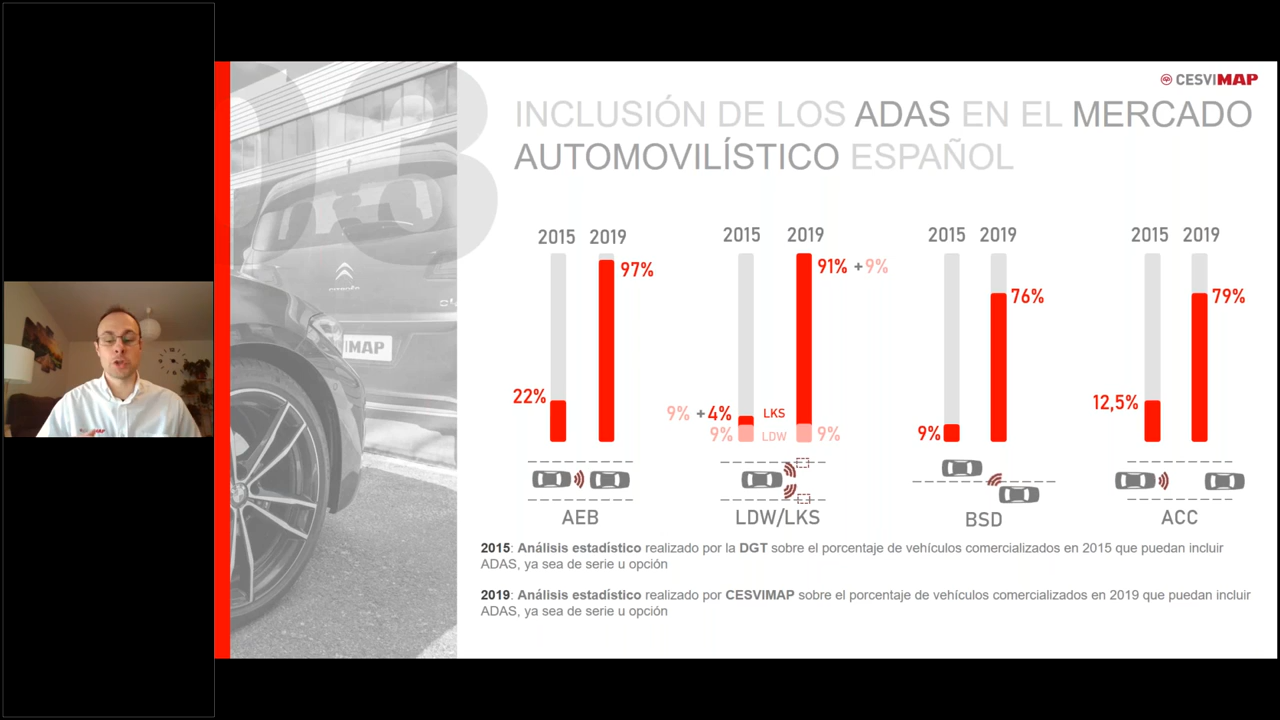 CESVIMAP
03
INCLUSIÓN DE LOS ADAS EN EL MERCADO
AUTOMOVILÍSTICO ESPAÑOL
2015 2019
97%
22%
AEB
2015 2019
91% + 9%
9% + 4% LKS
9% LDW 9%
LDW/LKS
2015 2019
76%
9%
BSD
2015 2019
79%
12,5%
ACC
CITROËN
MAP
2015: Análisis estadístico realizado por la DGT sobre el porcentaje de vehículos comercializados en 2015 que puedan incluir
ADAS, ya sea de serie u opción
2019: Análisis estadístico realizado por CESVIMAP sobre el porcentaje de vehículos comercializados en 2019 que puedan incluir
ADAS, ya sea de serie u opción